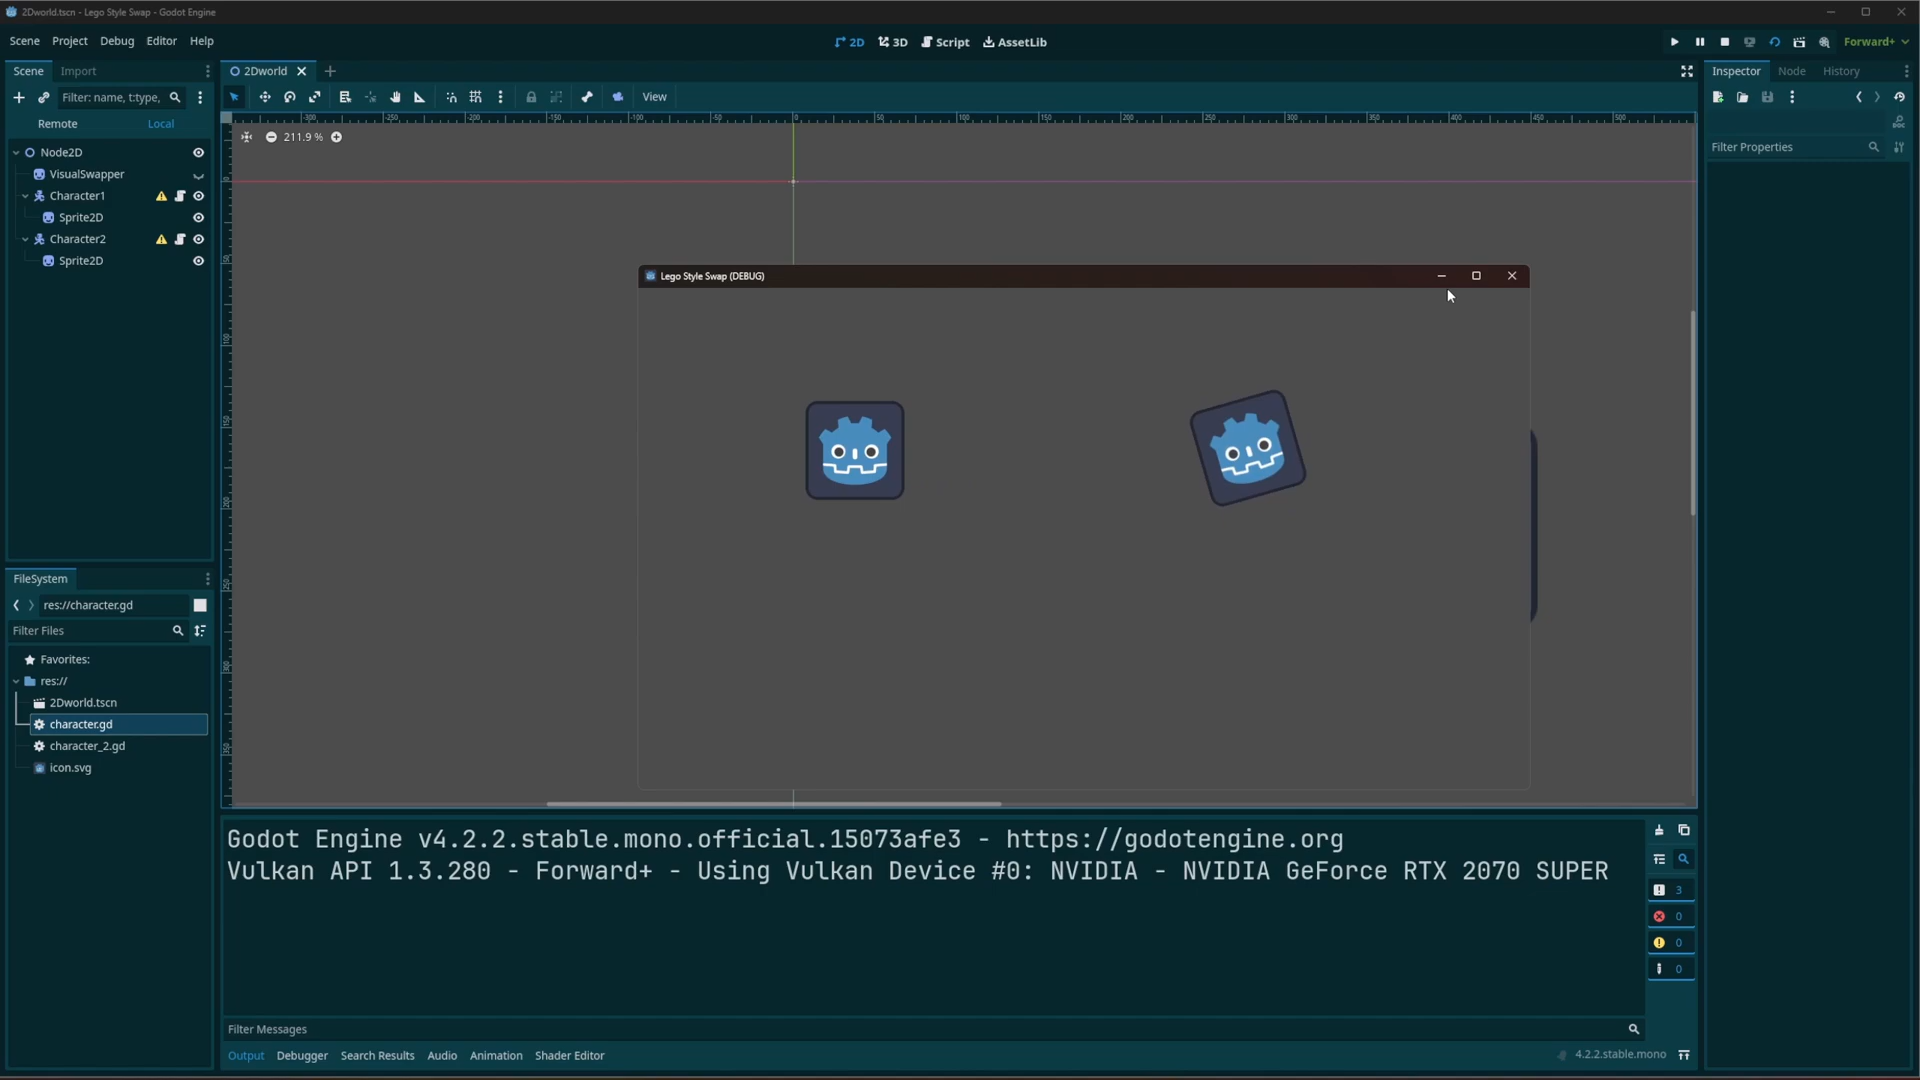 2Dworld.tscn - Lego Style Swap - Godot Engine
Scene Project Debug Editor Help
2D 3D Script AssetLib
Forward+
Scene Import
2Dworld
Inspector Node History
Filter: name, t:type,
View
Remote Local
211.9 %
Filter Properties
Node2D
VisualSwapper
Character1
Sprite2D
Character2
Sprite2D
Lego Style Swap (DEBUG)
FileSystem
res://character.gd
Filter Files
Favorites:
res://
2Dworld.tscn
character.gd
character_2.gd
icon.svg
Godot Engine v4.2.2.stable.mono.official.15073afe3 - https://godotengine.org
Vulkan API 1.3.280 - Forward+ - Using Vulkan Device #0: NVIDIA - NVIDIA GeForce RTX 2070 SUPER
3
0
0
0
Filter Messages
Output Debugger Search Results Audio Animation Shader Editor
4.2.2.stable.mono